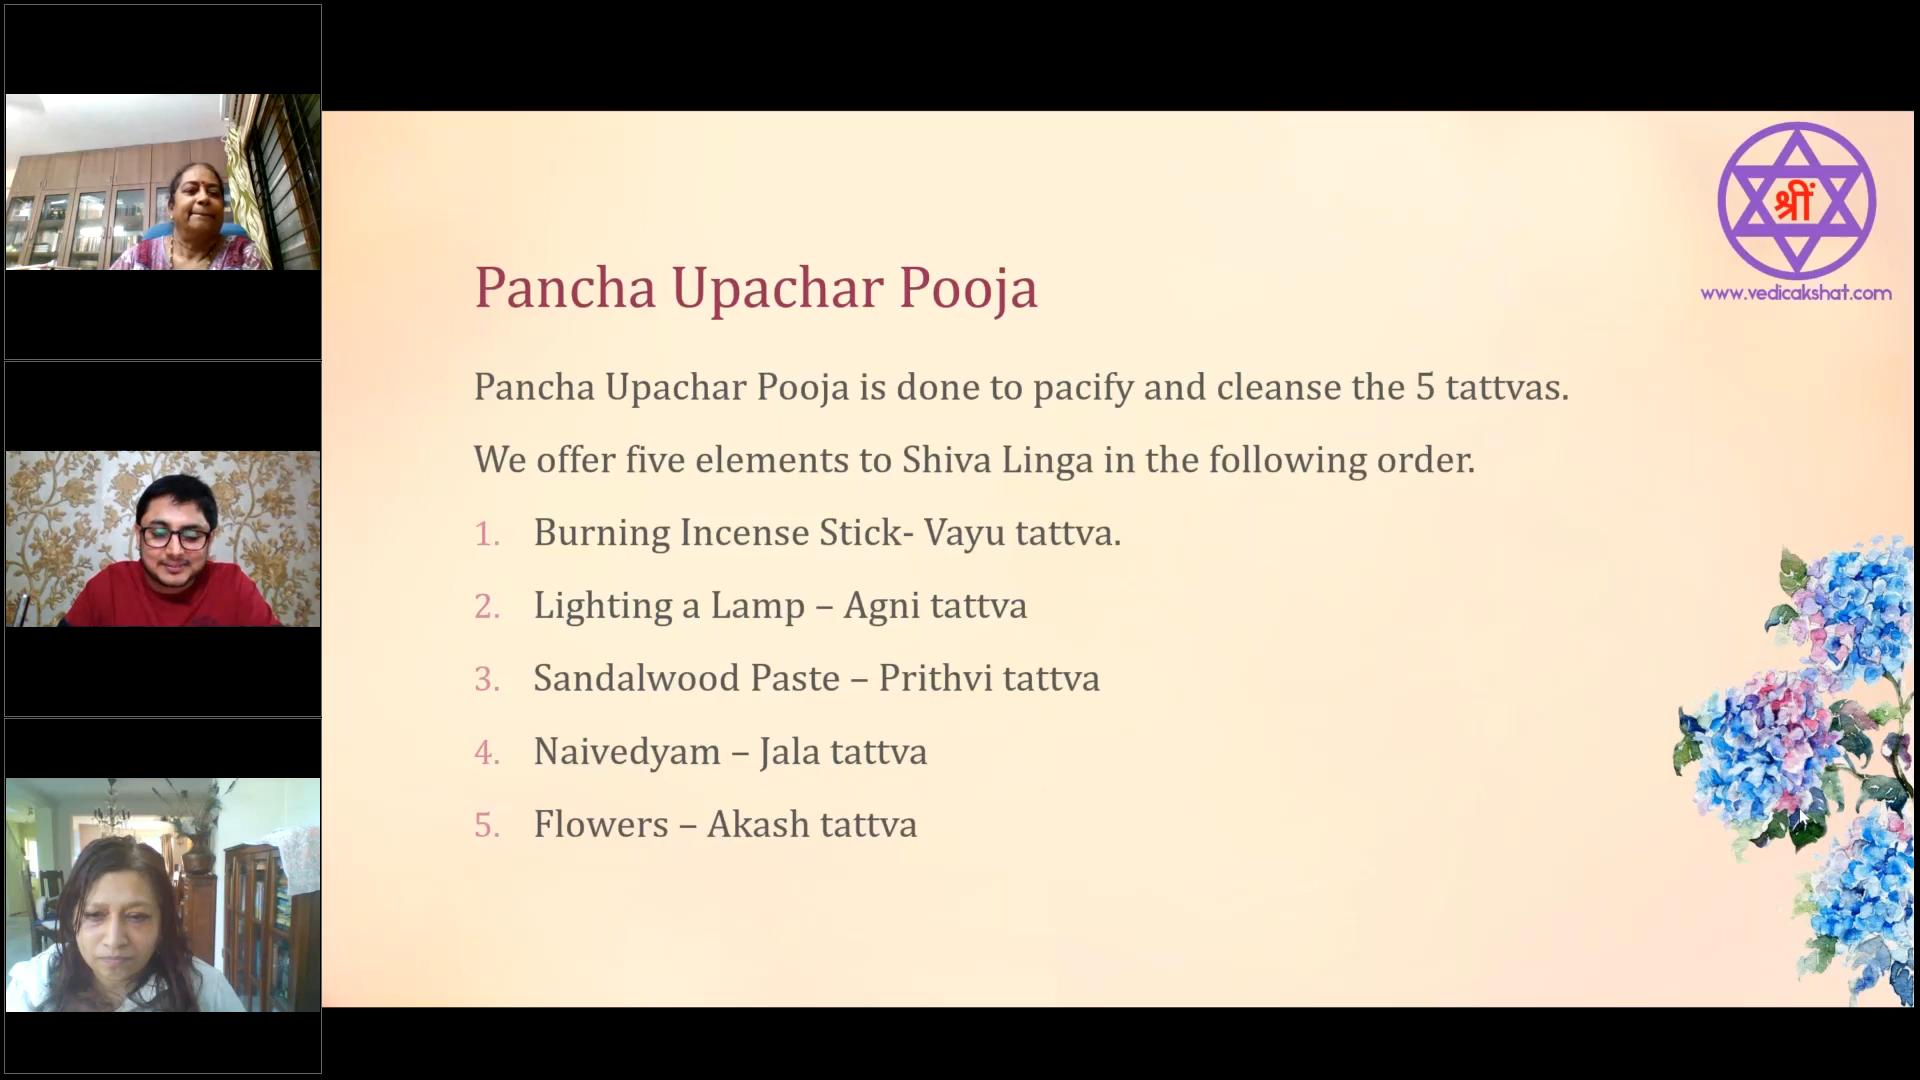 श्रीं
www.vedicakshat.com
Pancha Upachar Pooja
Pancha Upachar Pooja is done to pacify and cleanse the 5 tattvas.
We offer five elements to Shiva Linga in the following order.
1. Burning Incense Stick- Vayu tattva.
2. Lighting a Lamp – Agni tattva
3. Sandalwood Paste – Prithvi tattva
4. Naivedyam – Jala tattva
5. Flowers – Akash tattva